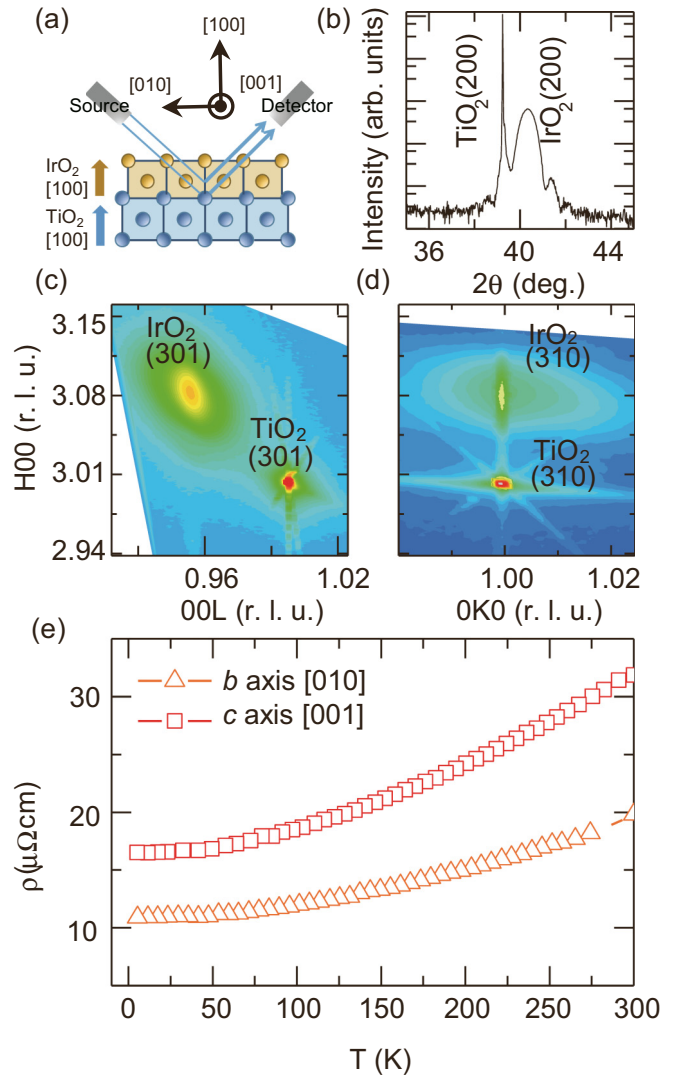 (a)
[100]
[010]
[001]
Source
Detector
IrO2
[100]
TiO2
[100]
(b)
Intensity (arb. units)
TiO2(200)
IrO2(200)
36
40
44
2θ (deg.)
(c)
H00 (r. l. u.)
3.15
3.08
3.01
2.94
IrO2
(301)
TiO2
(301)
0.96
1.02
00L (r. l. u.)
(d)
IrO2
(310)
TiO2
(310)
1.00
1.02
0K0 (r. l. u.)
(e)
b axis [010]
c axis [001]
ρ(μΩcm)
30
20
10
0
50
100
150
200
250
300
T (K)